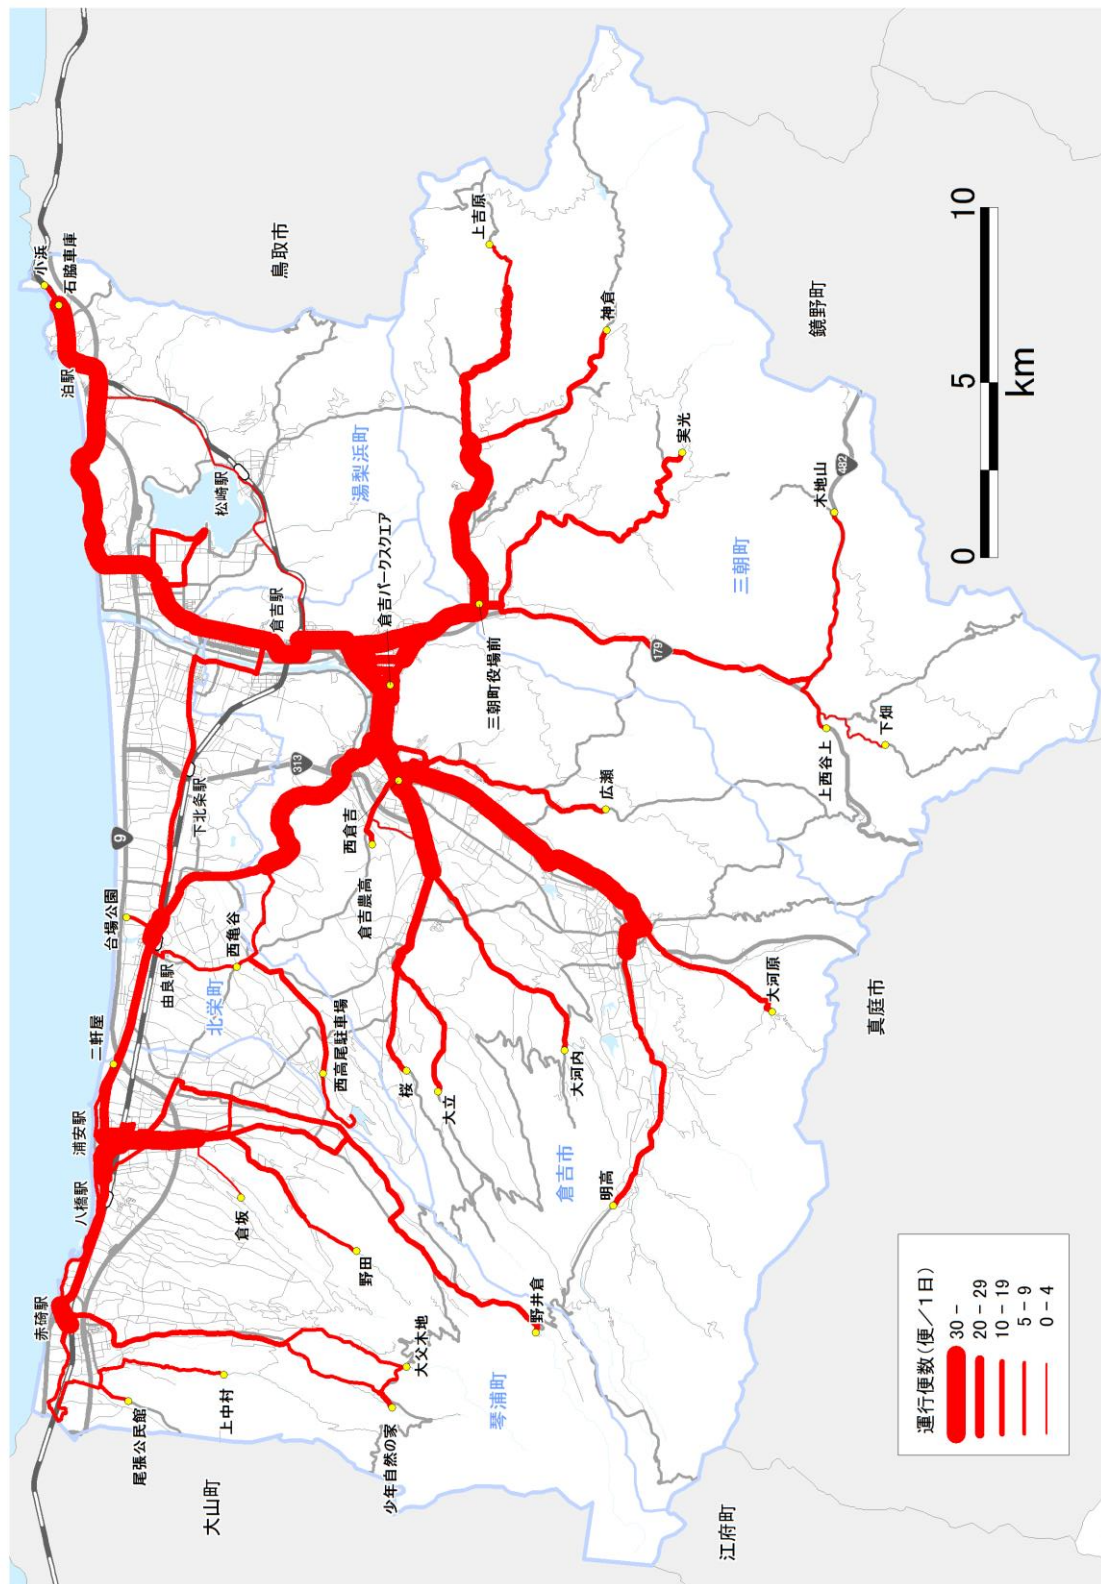 小浜
石脇車庫
泊駅
鳥取市
上吉原
神倉
松崎駅
湯梨浜町
実光
鏡野町
倉吉駅
倉吉パークスクエア
三朝町役場前
三朝町
木地山
482
179
下畑
上西谷上
下北条駅
313
9
西倉吉
広瀬
台場公園
倉吉農高
西亀谷
由良駅
北栄町
大河原
真庭市
二軒屋
西高尾駐車場
桜
大立
大河内
浦安駅
八橋駅
倉坂
倉吉市
明高
野田
赤碕駅
野井倉
大父木地
上中村
尾張公民館
少年自然の家
琴浦町
大山町
江府町
0
5
10
km
運行便数(便/1日)
30 -
20 - 29
10 - 19
5 - 9
0 - 4